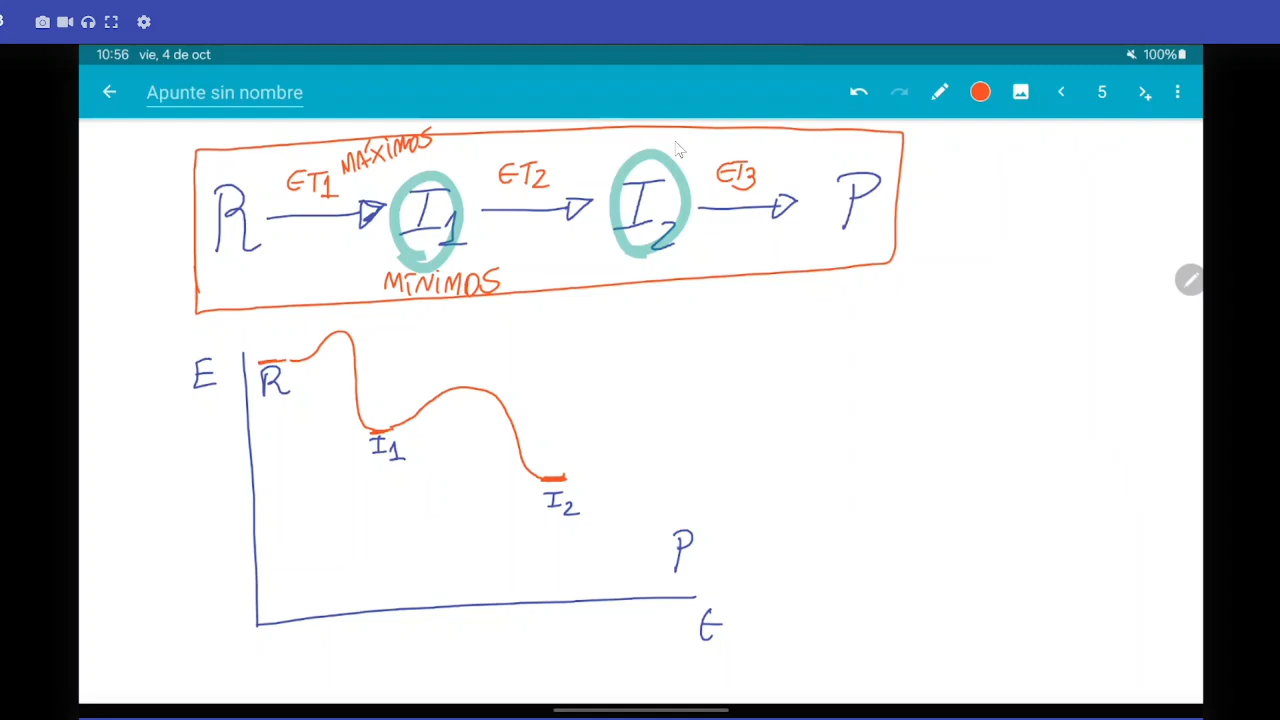 10:56 vie, 4 de oct 100%
Apunte sin nombre 5
MÁXIMOS
ET1 ET2 ET3
R I1 I2 P
MÍNIMOS
E
R
I1
I2
P
t